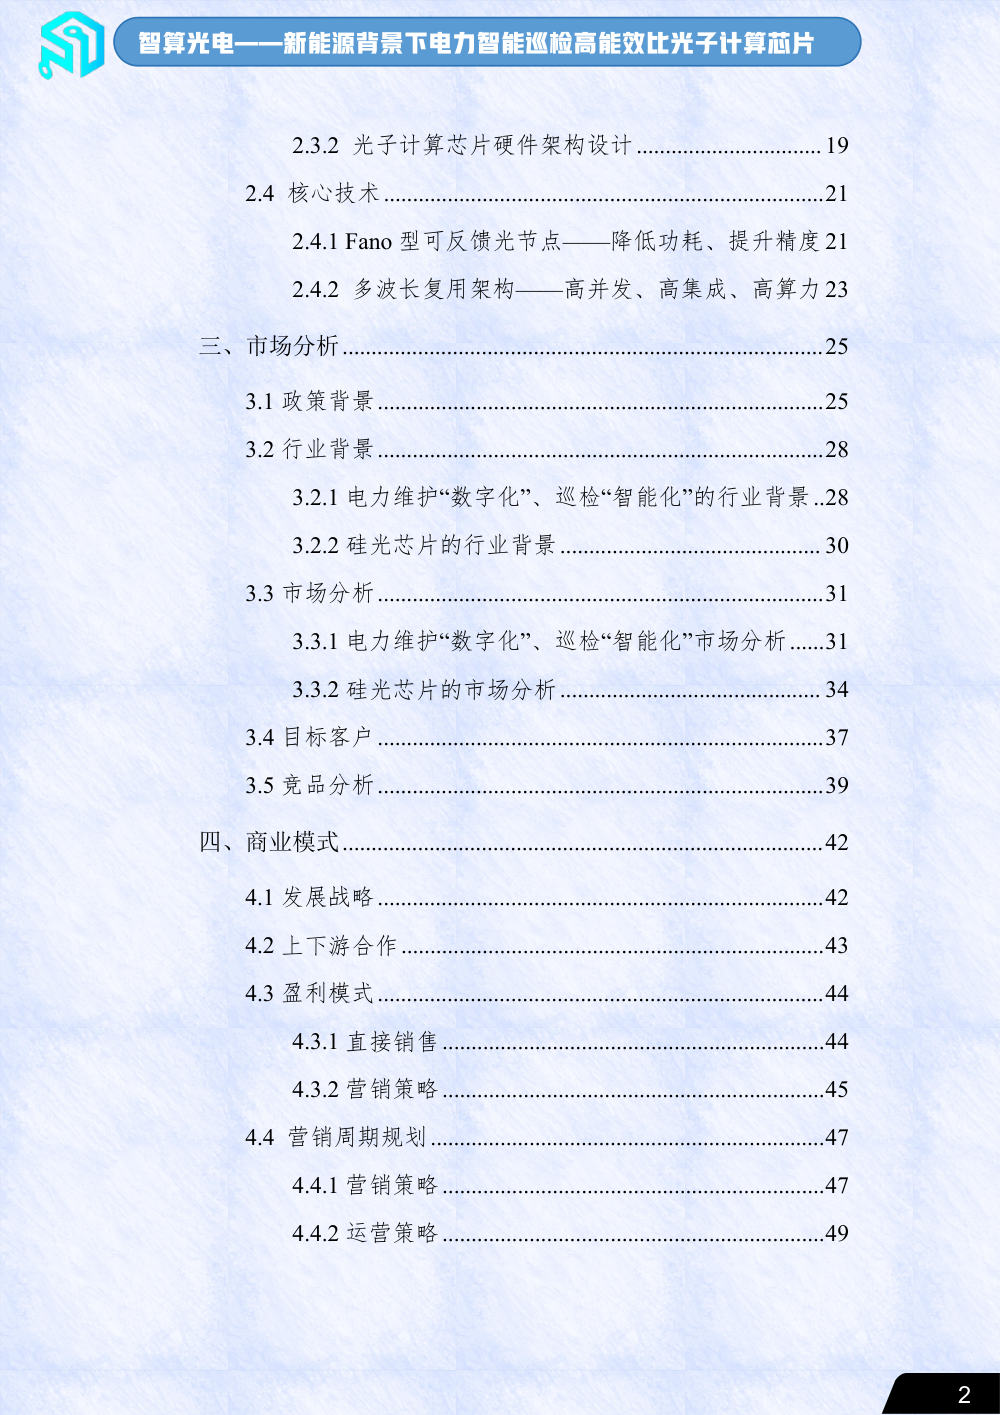 智算光电——新能源背景下电力智能巡检高能效比光子计算芯片
2.3.2 光子计算芯片硬件架构设计................................ 19
2.4 核心技术............................................................................21
2.4.1 Fano 型可反馈光节点——降低功耗、提升精度 21
2.4.2 多波长复用架构——高并发、高集成、高算力 23
三、市场分析...................................................................................25
3.1 政策背景.............................................................................25
3.2 行业背景.............................................................................28
3.2.1 电力维护“数字化”、巡检“智能化”的行业背景..28
3.2.2 硅光芯片的行业背景............................................. 30
3.3 市场分析.............................................................................31
3.3.1 电力维护“数字化”、巡检“智能化”市场分析......31
3.3.2 硅光芯片的市场分析............................................. 34
3.4 目标客户.............................................................................37
3.5 竞品分析.............................................................................39
四、商业模式...................................................................................42
4.1 发展战略.............................................................................42
4.2 上下游合作.........................................................................43
4.3 盈利模式.............................................................................44
4.3.1 直接销售..................................................................44
4.3.2 营销策略..................................................................45
4.4 营销周期规划....................................................................47
4.4.1 营销策略..................................................................47
4.4.2 运营策略..................................................................49
2